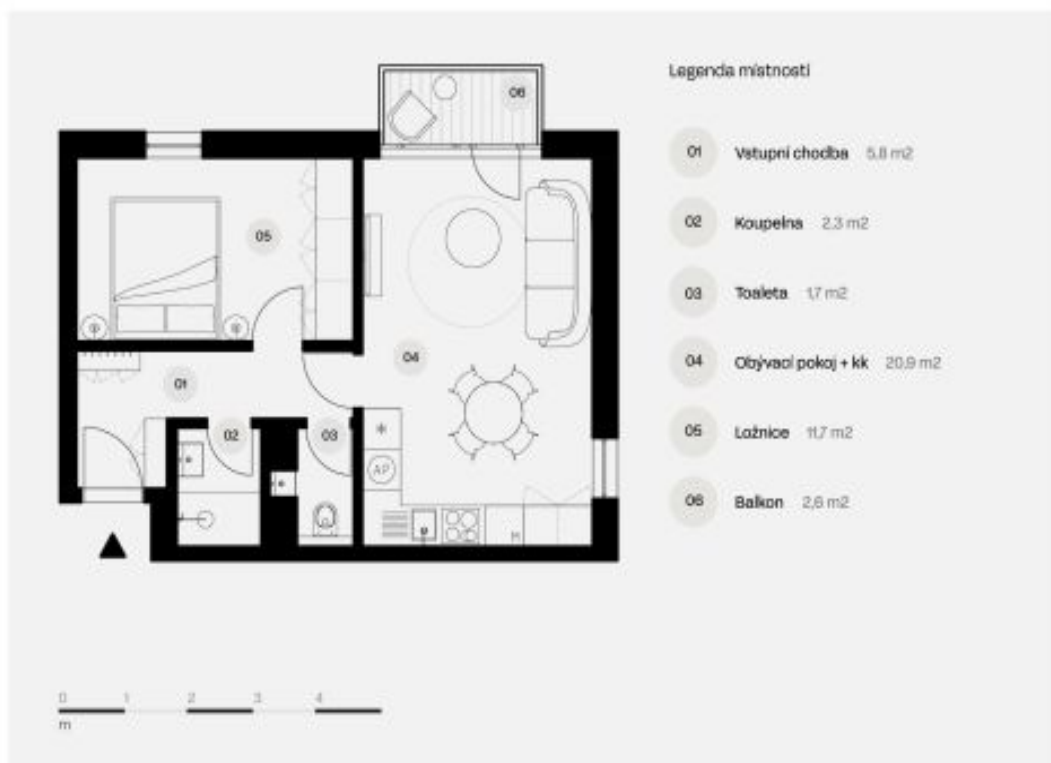 Legenda místností
06
01 Vstupní chodba 5,8 m2
02 Koupelna 2,3 m2
05
03 Toaleta 1,7 m2
04 Obývací pokoj + kk 20,9 m2
04
01
05 Ložnice 11,7 m2
02 03
AP
06 Balkon 2,6 m2
M
0 1 2 3 4
m